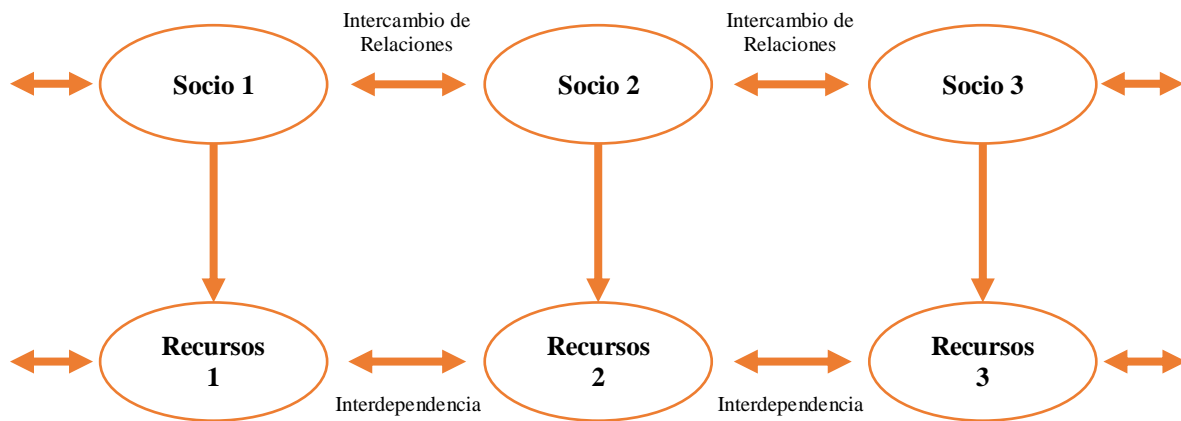 Intercambio de
Relaciones
Intercambio de
Relaciones
Socio 1
Socio 2
Socio 3
Recursos
1
Recursos
2
Recursos
3
Interdependencia
Interdependencia